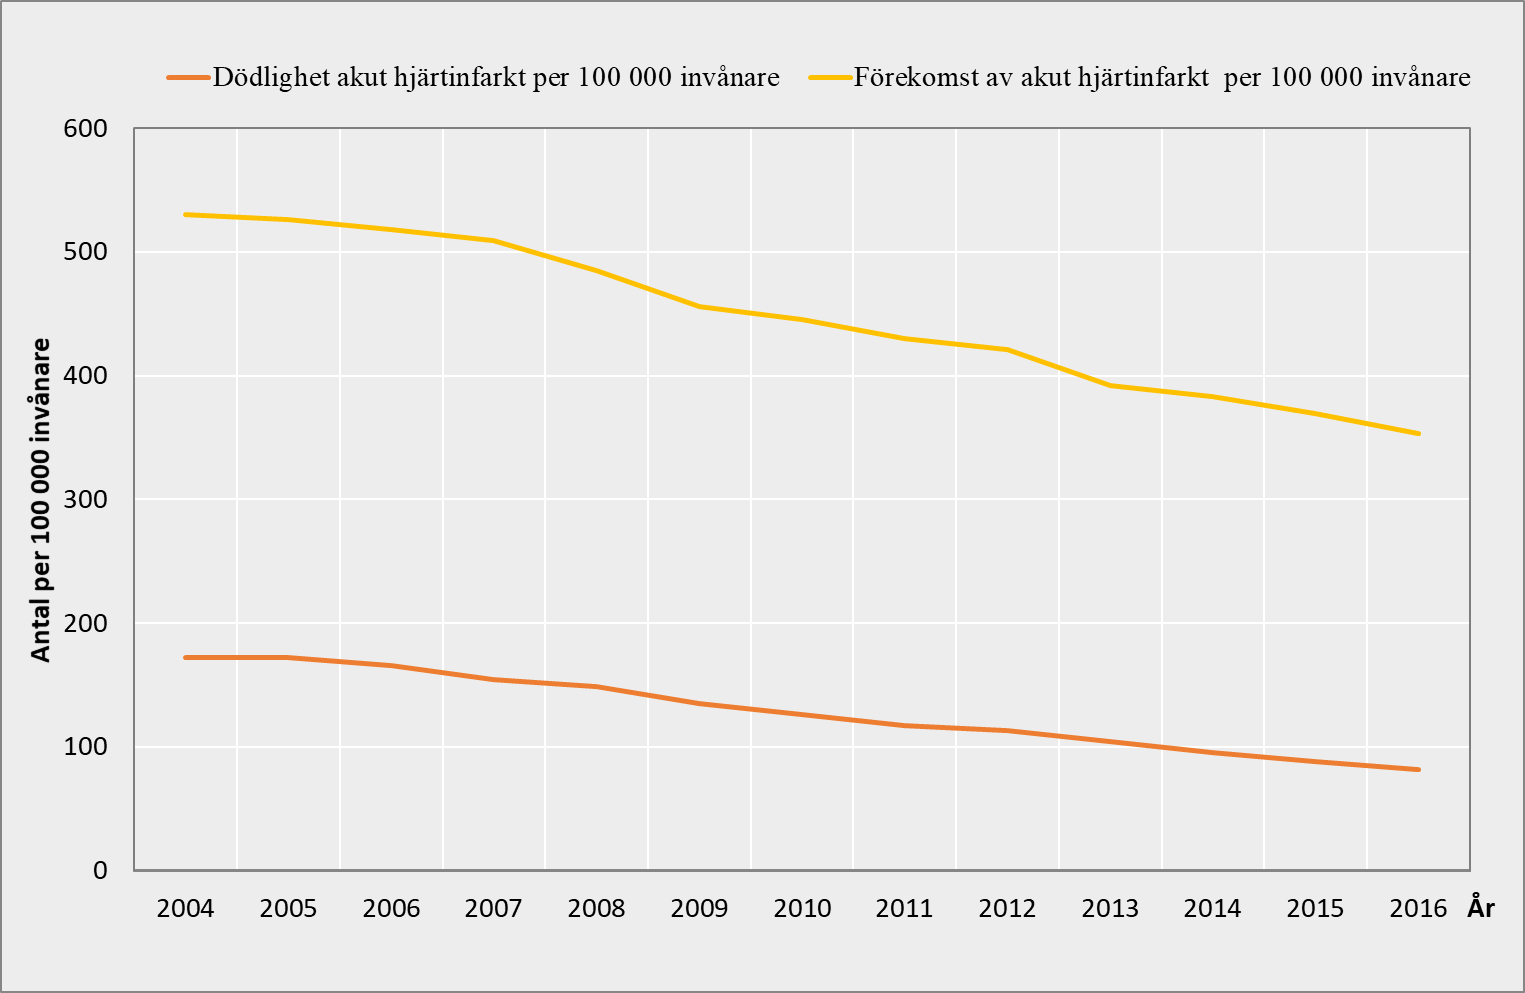 Dödlighet akut hjärtinfarkt per 100 000 invånare
Förekomst av akut hjärtinfarkt  per 100 000 invånare
Antal per 100 000 invånare
600
500
400
300
200
100
0
2004 2005 2006 2007 2008 2009 2010 2011 2012 2013 2014 2015 2016 År